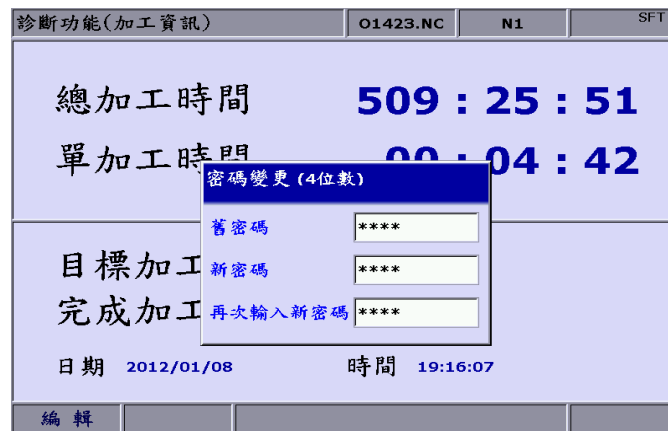 診斷功能(加工資訊) O1423.NC N1 SFT
總加工時間 509 : 25 : 51
單加工時間 00 : 04 : 42
密碼變更(4位數)
舊密碼 ****
目標加工
新密碼 ****
完成加工
再次輸入新密碼 ****
日期 2012/01/08 時間 19:16:07
編輯